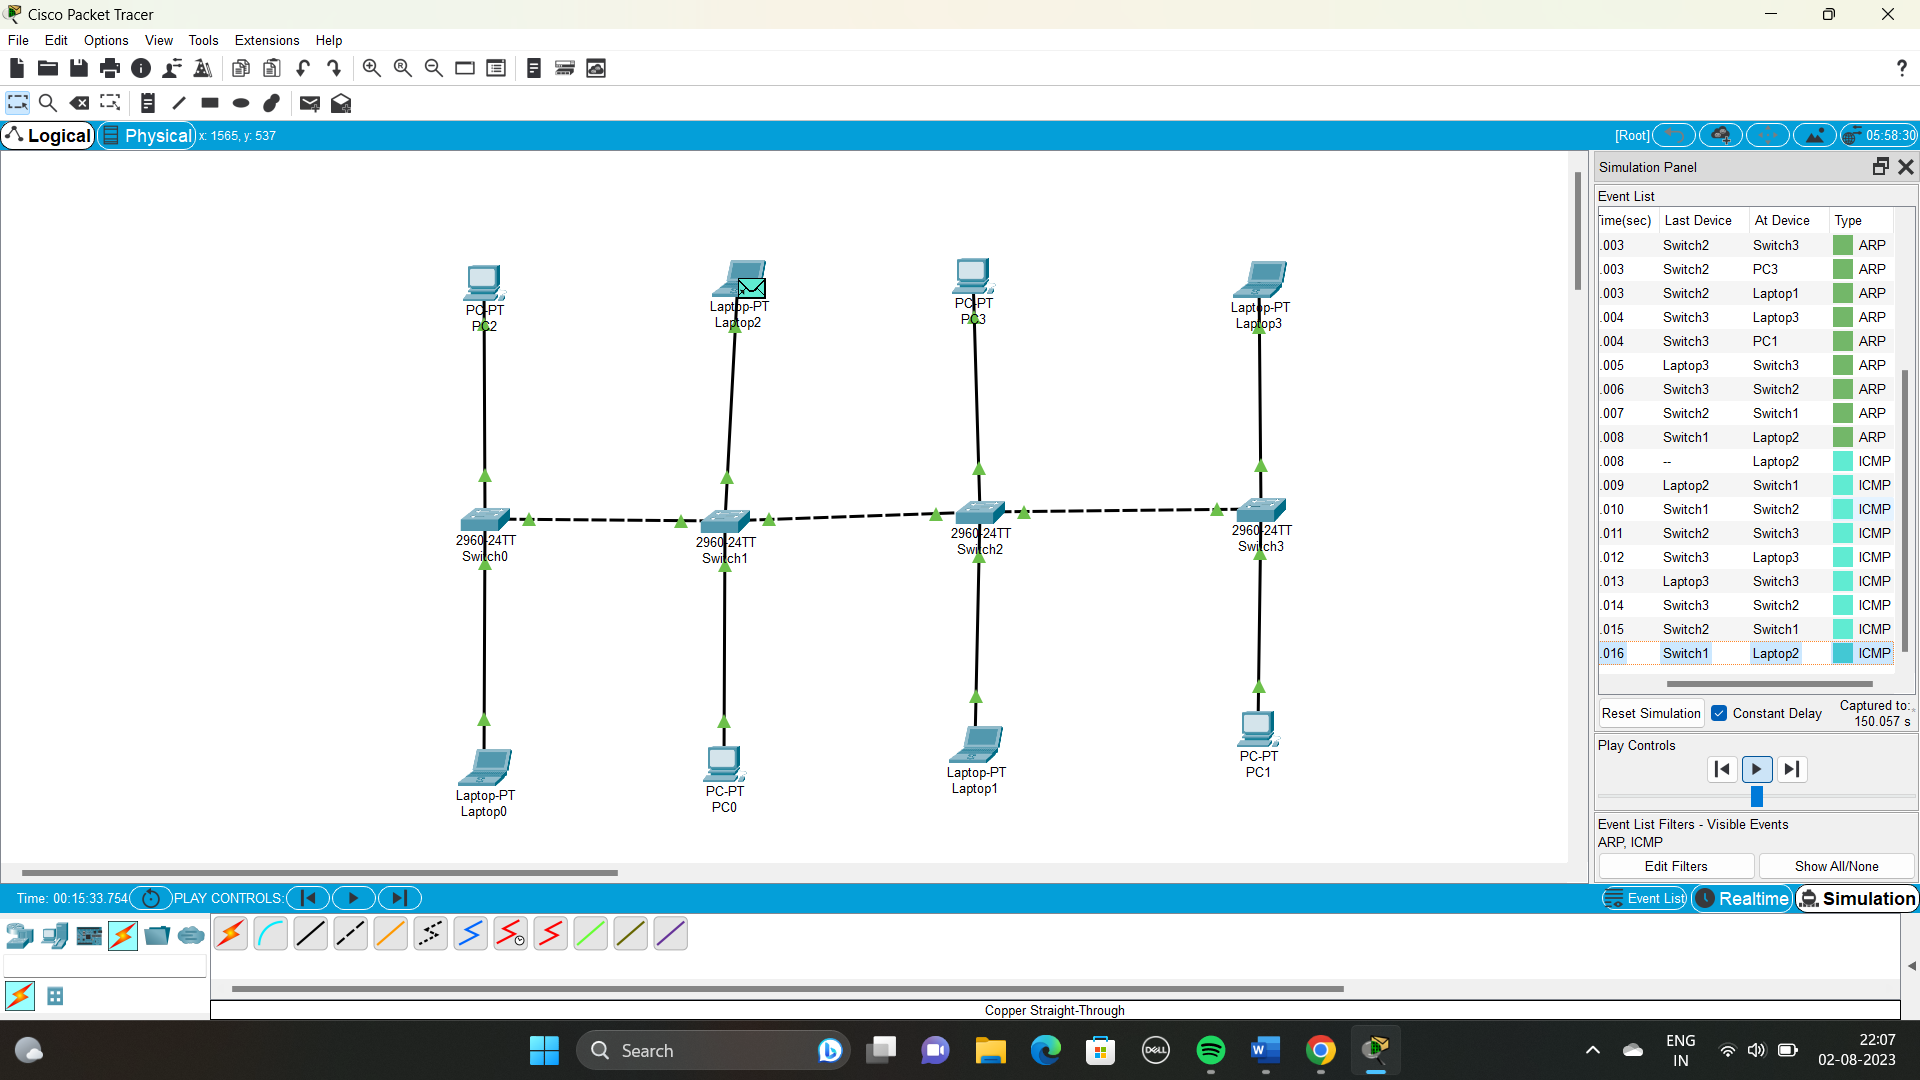 Cisco Packet Tracer
File Edit Options View Tools Extensions Help
Logical Physical x: 1565, y: 537 [Root] 05:58:30
Simulation Panel
Event List
Time(sec) Last Device At Device Type
.003 Switch2 Switch3 ARP
.003 Switch2 PC3 ARP
.003 Switch2 Laptop1 ARP
.004 Switch3 Laptop3 ARP
.004 Switch3 PC1 ARP
.005 Laptop3 Switch3 ARP
.006 Switch3 Switch2 ARP
.007 Switch2 Switch1 ARP
.008 Switch1 Laptop2 ARP
.008 -- Laptop2 ICMP
.009 Laptop2 Switch1 ICMP
.010 Switch1 Switch2 ICMP
.011 Switch2 Switch3 ICMP
.012 Switch3 Laptop3 ICMP
.013 Laptop3 Switch3 ICMP
.014 Switch3 Switch2 ICMP
.015 Switch2 Switch1 ICMP
.016 Switch1 Laptop2 ICMP
Reset Simulation Constant Delay Captured to:
150.057 s
Play Controls
Event List Filters - Visible Events
ARP, ICMP
Edit Filters Show All/None
PC-PT
PC2
Laptop-PT
Laptop2
PC-PT
PC3
Laptop-PT
Laptop3
2960-24TT
Switch0
2960-24TT
Switch1
2960-24TT
Switch2
2960-24TT
Switch3
Laptop-PT
Laptop0
PC-PT
PC0
Laptop-PT
Laptop1
PC-PT
PC1
Time: 00:15:33.754 PLAY CONTROLS: Event List Realtime Simulation
Copper Straight-Through
Search
DELL
W
ENG
IN
22:07
02-08-2023